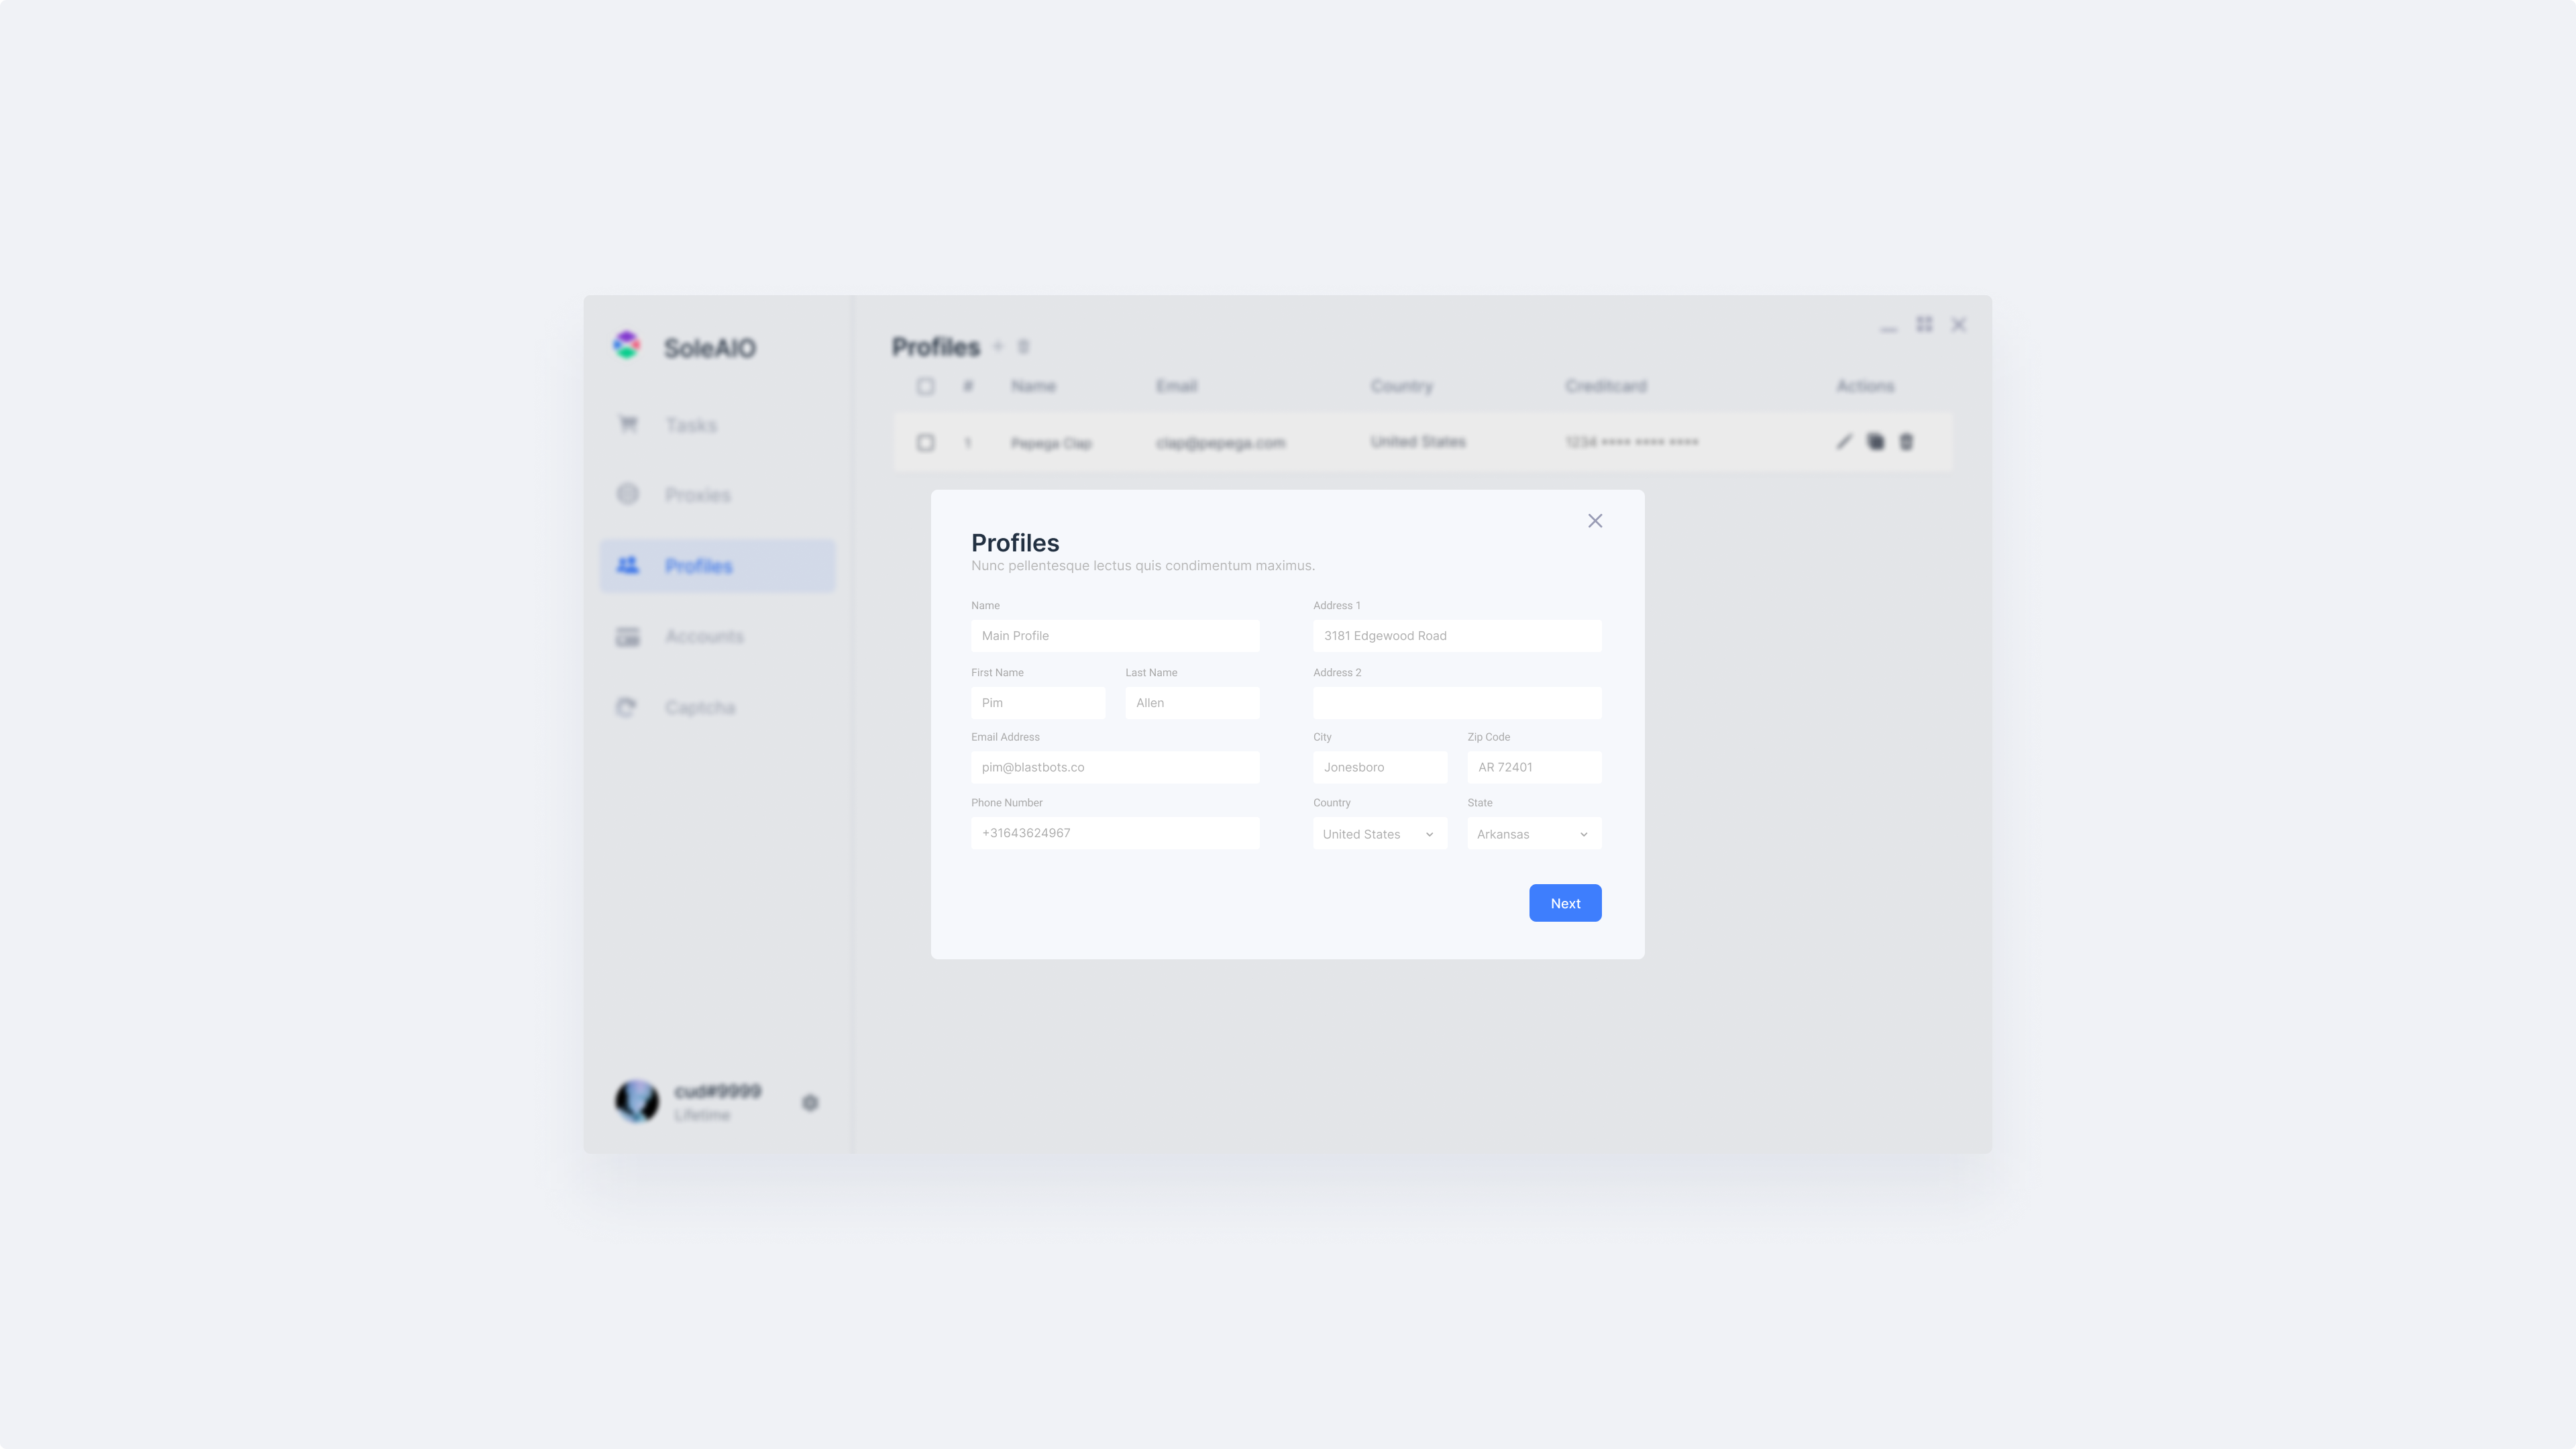 SoleAIO
Tasks
Proxies
Profiles
Accounts
Captcha
cud#9999
Lifetime
Profiles
# Name Email Country Creditcard Actions
1 Pepega Clap clap@pepega.com United States 1234 •••• •••• ••••
Profiles
Nunc pellentesque lectus quis condimentum maximus.
Name
Main Profile
First Name Last Name
Pim Allen
Email Address
pim@blastbots.co
Phone Number
+31643624967
Address 1
3181 Edgewood Road
Address 2
City Zip Code
Jonesboro AR 72401
Country State
United States Arkansas
Next